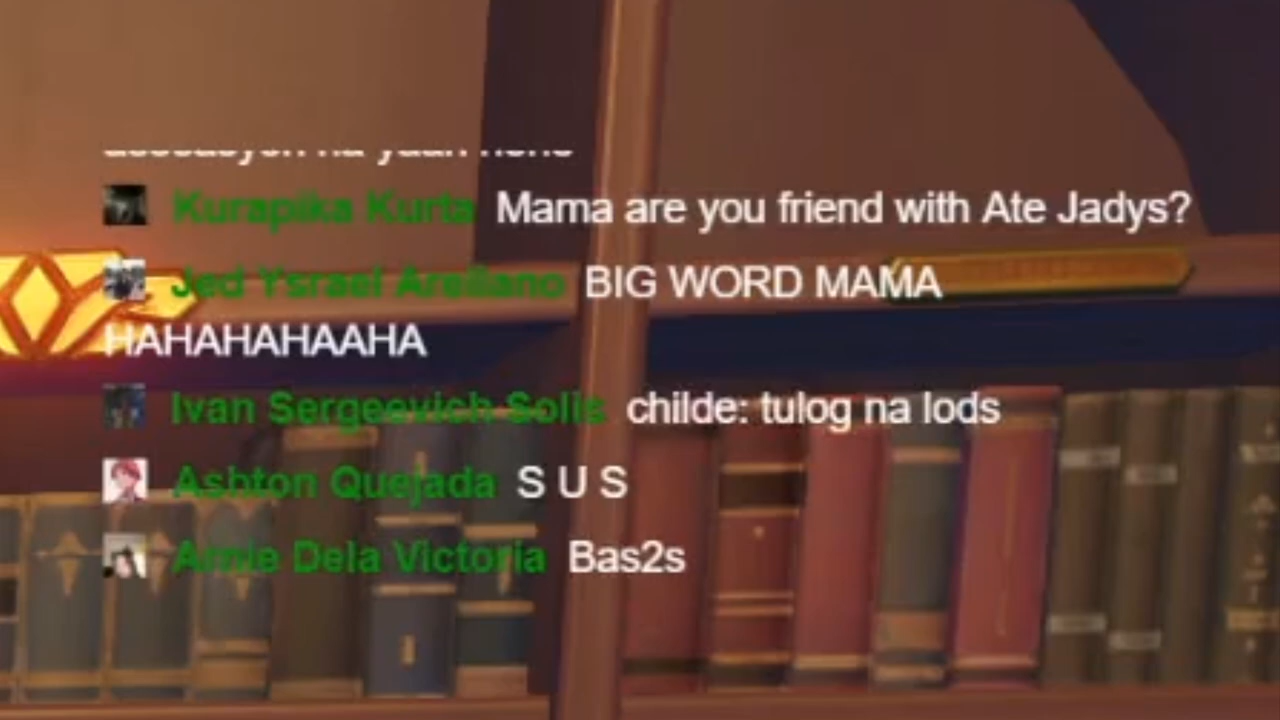 Kurapika Kurta Mama are you friend with Ate Jadys?
Jed Ysrael Arellano BIG WORD MAMA
HAHAHAHAAHA
Ivan Sergeevich Solis childe: tulog na lods
Ashton Quejada S U S
Arnie Dela Victoria Bas2s